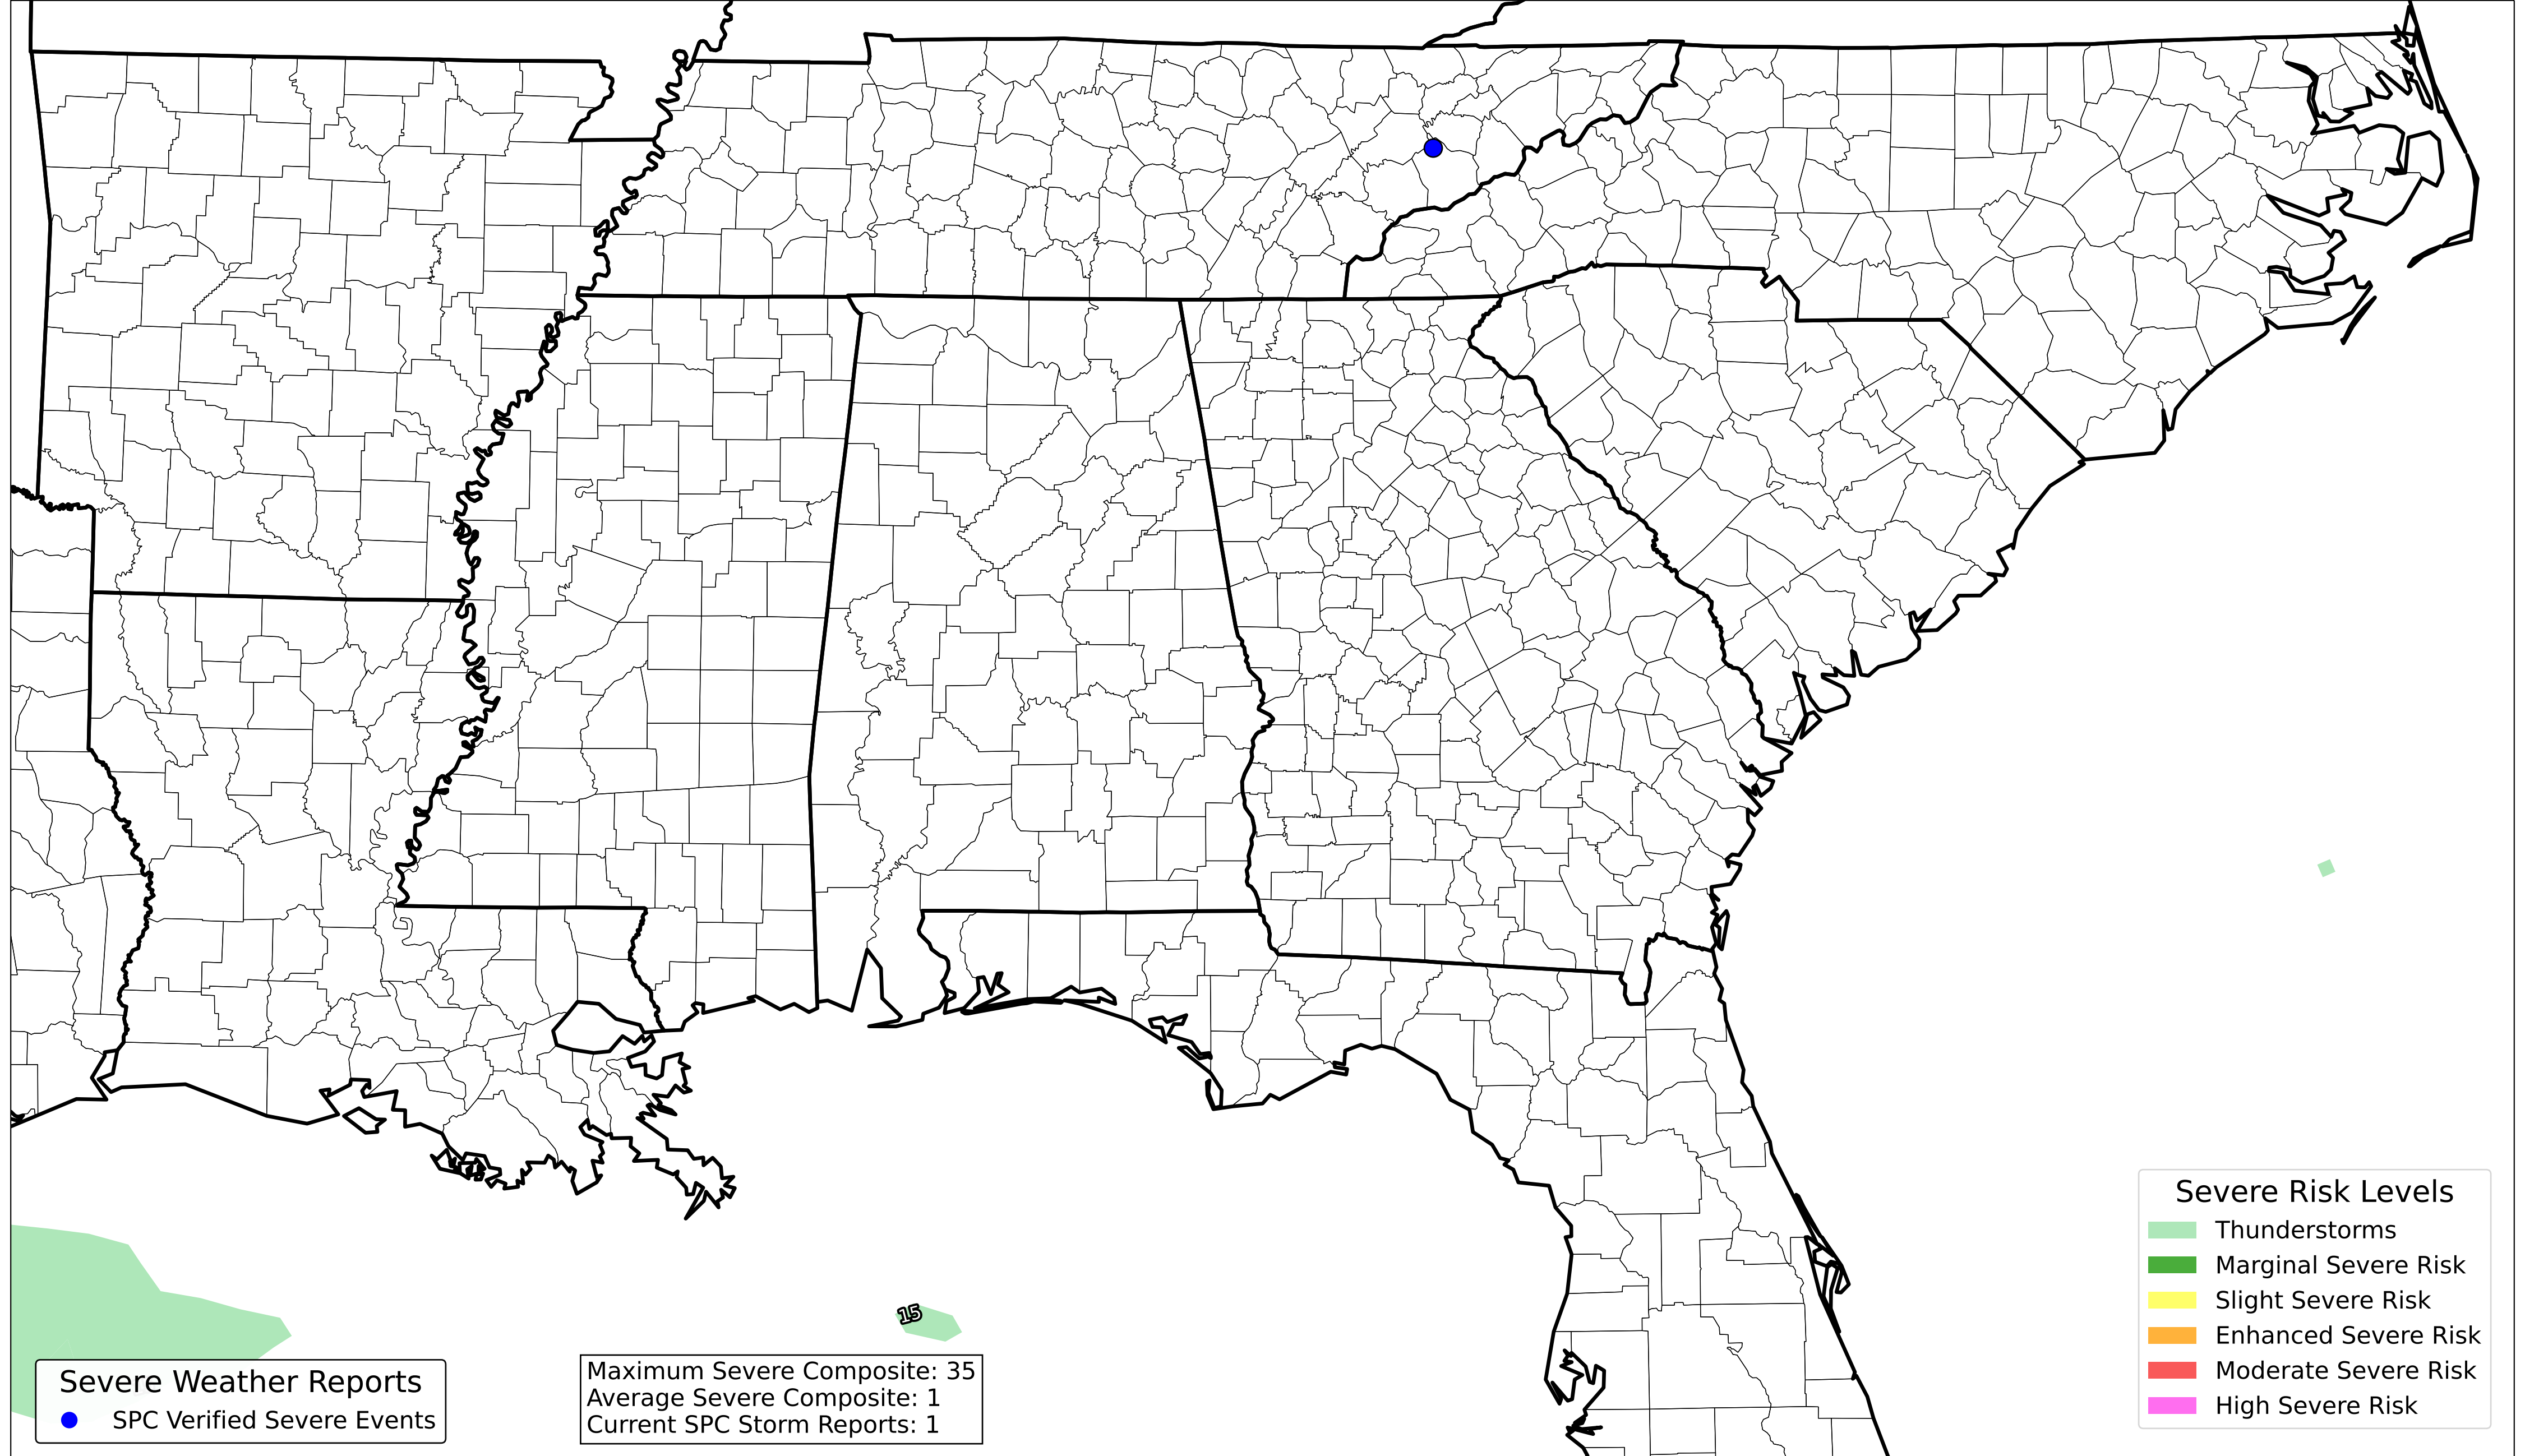 15
Severe Weather Reports
SPC Verified Severe Events
Maximum Severe Composite: 35
Average Severe Composite: 1
Current SPC Storm Reports: 1
Severe Risk Levels
Thunderstorms
Marginal Severe Risk
Slight Severe Risk
Enhanced Severe Risk
Moderate Severe Risk
High Severe Risk